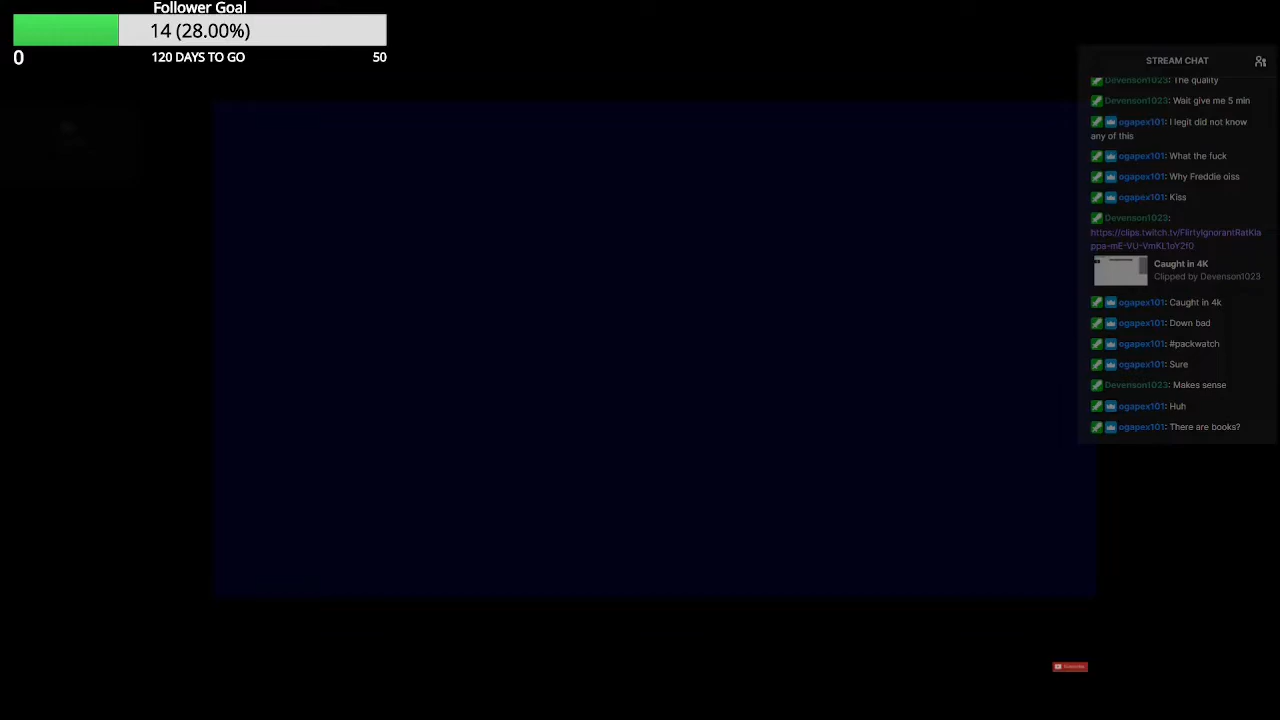 Follower Goal
14 (28.00%)
0
120 DAYS TO GO
50
STREAM CHAT
Devenson1023: The quality
Devenson1023: Wait give me 5 min
ogapex101: I legit did not know
any of this
ogapex101: What the fuck
ogapex101: Why Freddie oiss
ogapex101: Kiss
Devenson1023:
https://clips.twitch.tv/FlirtyIgnorantRatKla
ppa-mE-VU-VmKL1oY2f0
Caught in 4K
Clipped by Devenson1023
ogapex101: Caught in 4k
ogapex101: Down bad
ogapex101: #packwatch
ogapex101: Sure
Devenson1023: Makes sense
ogapex101: Huh
ogapex101: There are books?